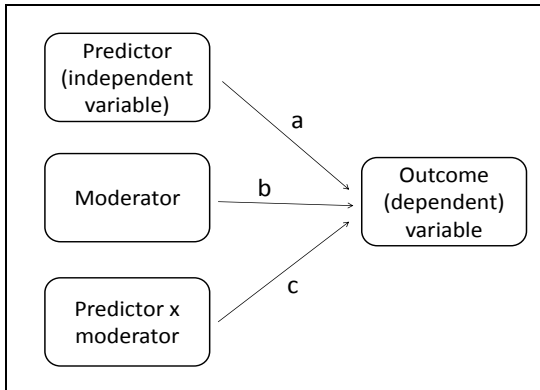 Predictor
(independent
variable)
a
Moderator
b
Outcome
(dependent)
variable
Predictor x
moderator
c